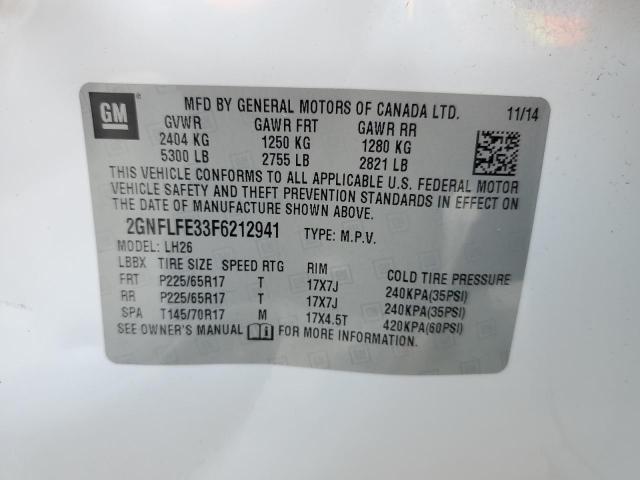 GM ® MFD BY GENERAL MOTORS OF CANADA LTD. 11/14
GVWR GAWR FRT GAWR RR
2404 KG 1250 KG 1280 KG
5300 LB 2755 LB 2821 LB
THIS VEHICLE CONFORMS TO ALL APPLICABLE U.S. FEDERAL MOTOR
VEHICLE SAFETY AND THEFT PREVENTION STANDARDS IN EFFECT ON
THE DATE OF MANUFACTURE SHOWN ABOVE.
2GNFLFE33F6212941 TYPE: M.P.V.
MODEL: LH26
LBBX TIRE SIZE SPEED RTG RIM COLD TIRE PRESSURE
FRT P225/65R17 T 17X7J 240KPA(35PSI)
RR P225/65R17 T 17X7J 240KPA(35PSI)
SPA T145/70R17 M 17X4.5T 420KPA(60PSI)
SEE OWNER'S MANUAL FOR MORE INFORMATION.